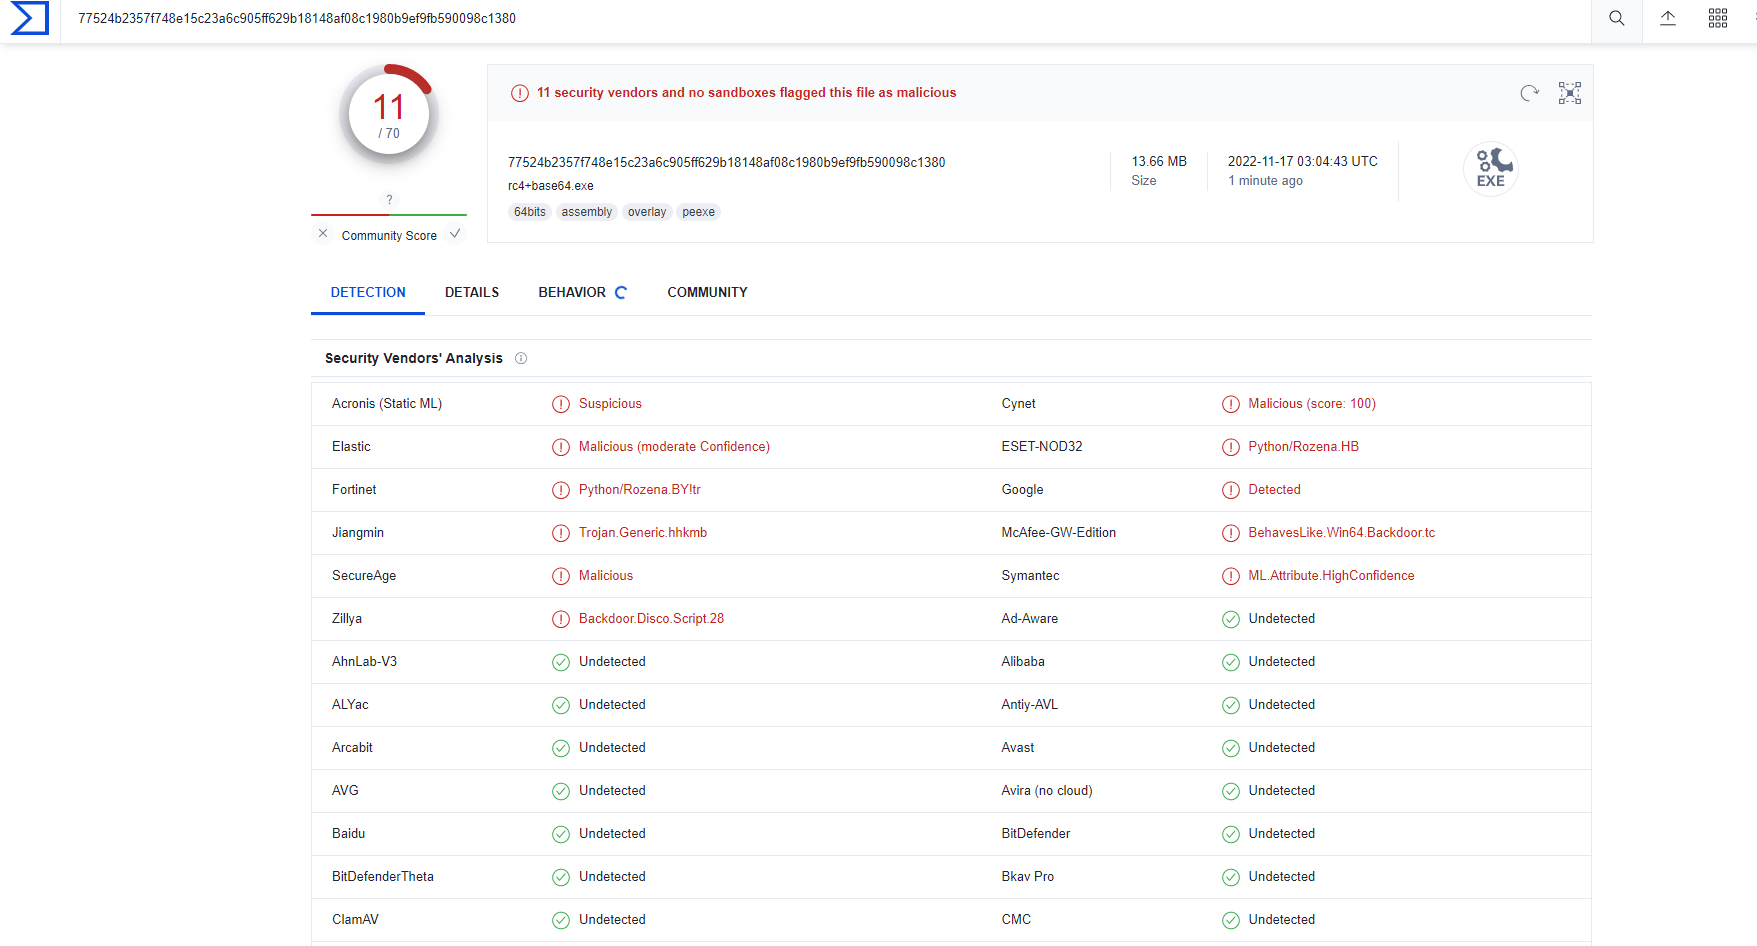 77524b2357f748e15c23a6c905ff629b18148af08c1980b9ef9fb590098c1380
11
/ 70
?
Community Score
11 security vendors and no sandboxes flagged this file as malicious
77524b2357f748e15c23a6c905ff629b18148af08c1980b9ef9fb590098c1380
rc4+base64.exe
64bits assembly overlay peexe
13.66 MB
Size
2022-11-17 03:04:43 UTC
1 minute ago
EXE
DETECTION DETAILS BEHAVIOR COMMUNITY
Security Vendors' Analysis
Acronis (Static ML) Suspicious Cynet Malicious (score: 100)
Elastic Malicious (moderate Confidence) ESET-NOD32 Python/Rozena.HB
Fortinet Python/Rozena.BY!tr Google Detected
Jiangmin Trojan.Generic.hhkmb McAfee-GW-Edition BehavesLike.Win64.Backdoor.tc
SecureAge Malicious Symantec ML.Attribute.HighConfidence
Zillya Backdoor.Disco.Script.28 Ad-Aware Undetected
AhnLab-V3 Undetected Alibaba Undetected
ALYac Undetected Antiy-AVL Undetected
Arcabit Undetected Avast Undetected
AVG Undetected Avira (no cloud) Undetected
Baidu Undetected BitDefender Undetected
BitDefenderTheta Undetected Bkav Pro Undetected
ClamAV Undetected CMC Undetected